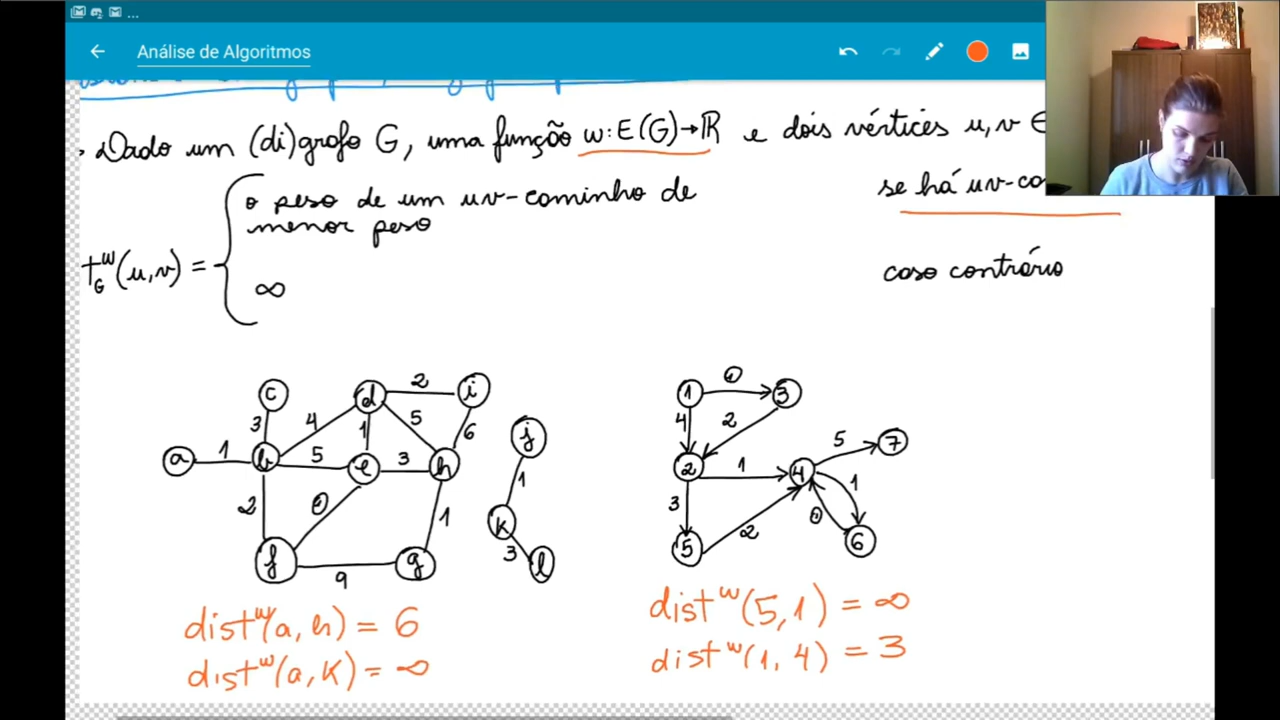 Análise de Algoritmos
Dado um (di)grafo G, uma função w: E(G)→R e dois vértices u,v ∈
o peso de um uv-caminho de
menor peso
se há uv-ca
t_G^w(u,v) =
∞
caso contrário
c
d
2
i
3
4
1
5
6
a
1
b
5
e
3
h
j
2
0
1
1
k
f
9
g
3
l
1
0
3
4
2
2
1
4
5
7
3
2
0
1
5
6
dist^w(a,h) = 6
dist^w(a,k) = ∞
dist^w(5,1) = ∞
dist^w(1,4) = 3